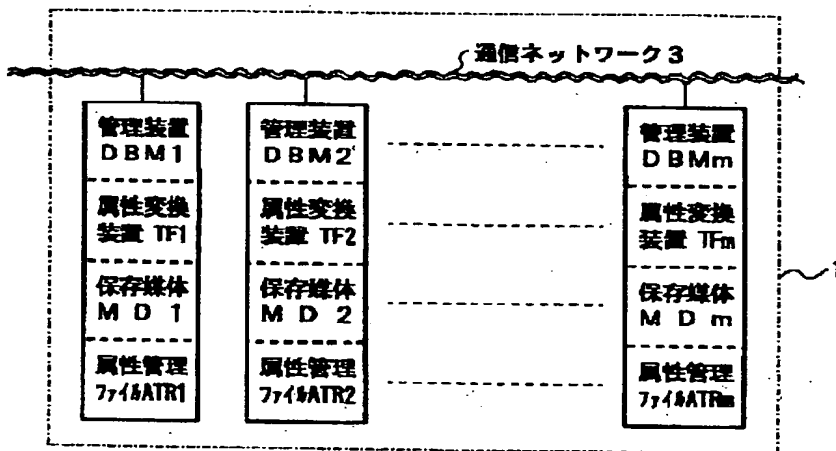 通信ネットワーク3
管理装置
DBM1
属性変換
装置 TF1
保存媒体
MD1
属性管理
ファイルATR1
管理装置
DBM2
属性変換
装置 TF2
保存媒体
MD2
属性管理
ファイルATR2
管理装置
DBMm
属性変換
装置 TFm
保存媒体
MDm
属性管理
ファイルATRm